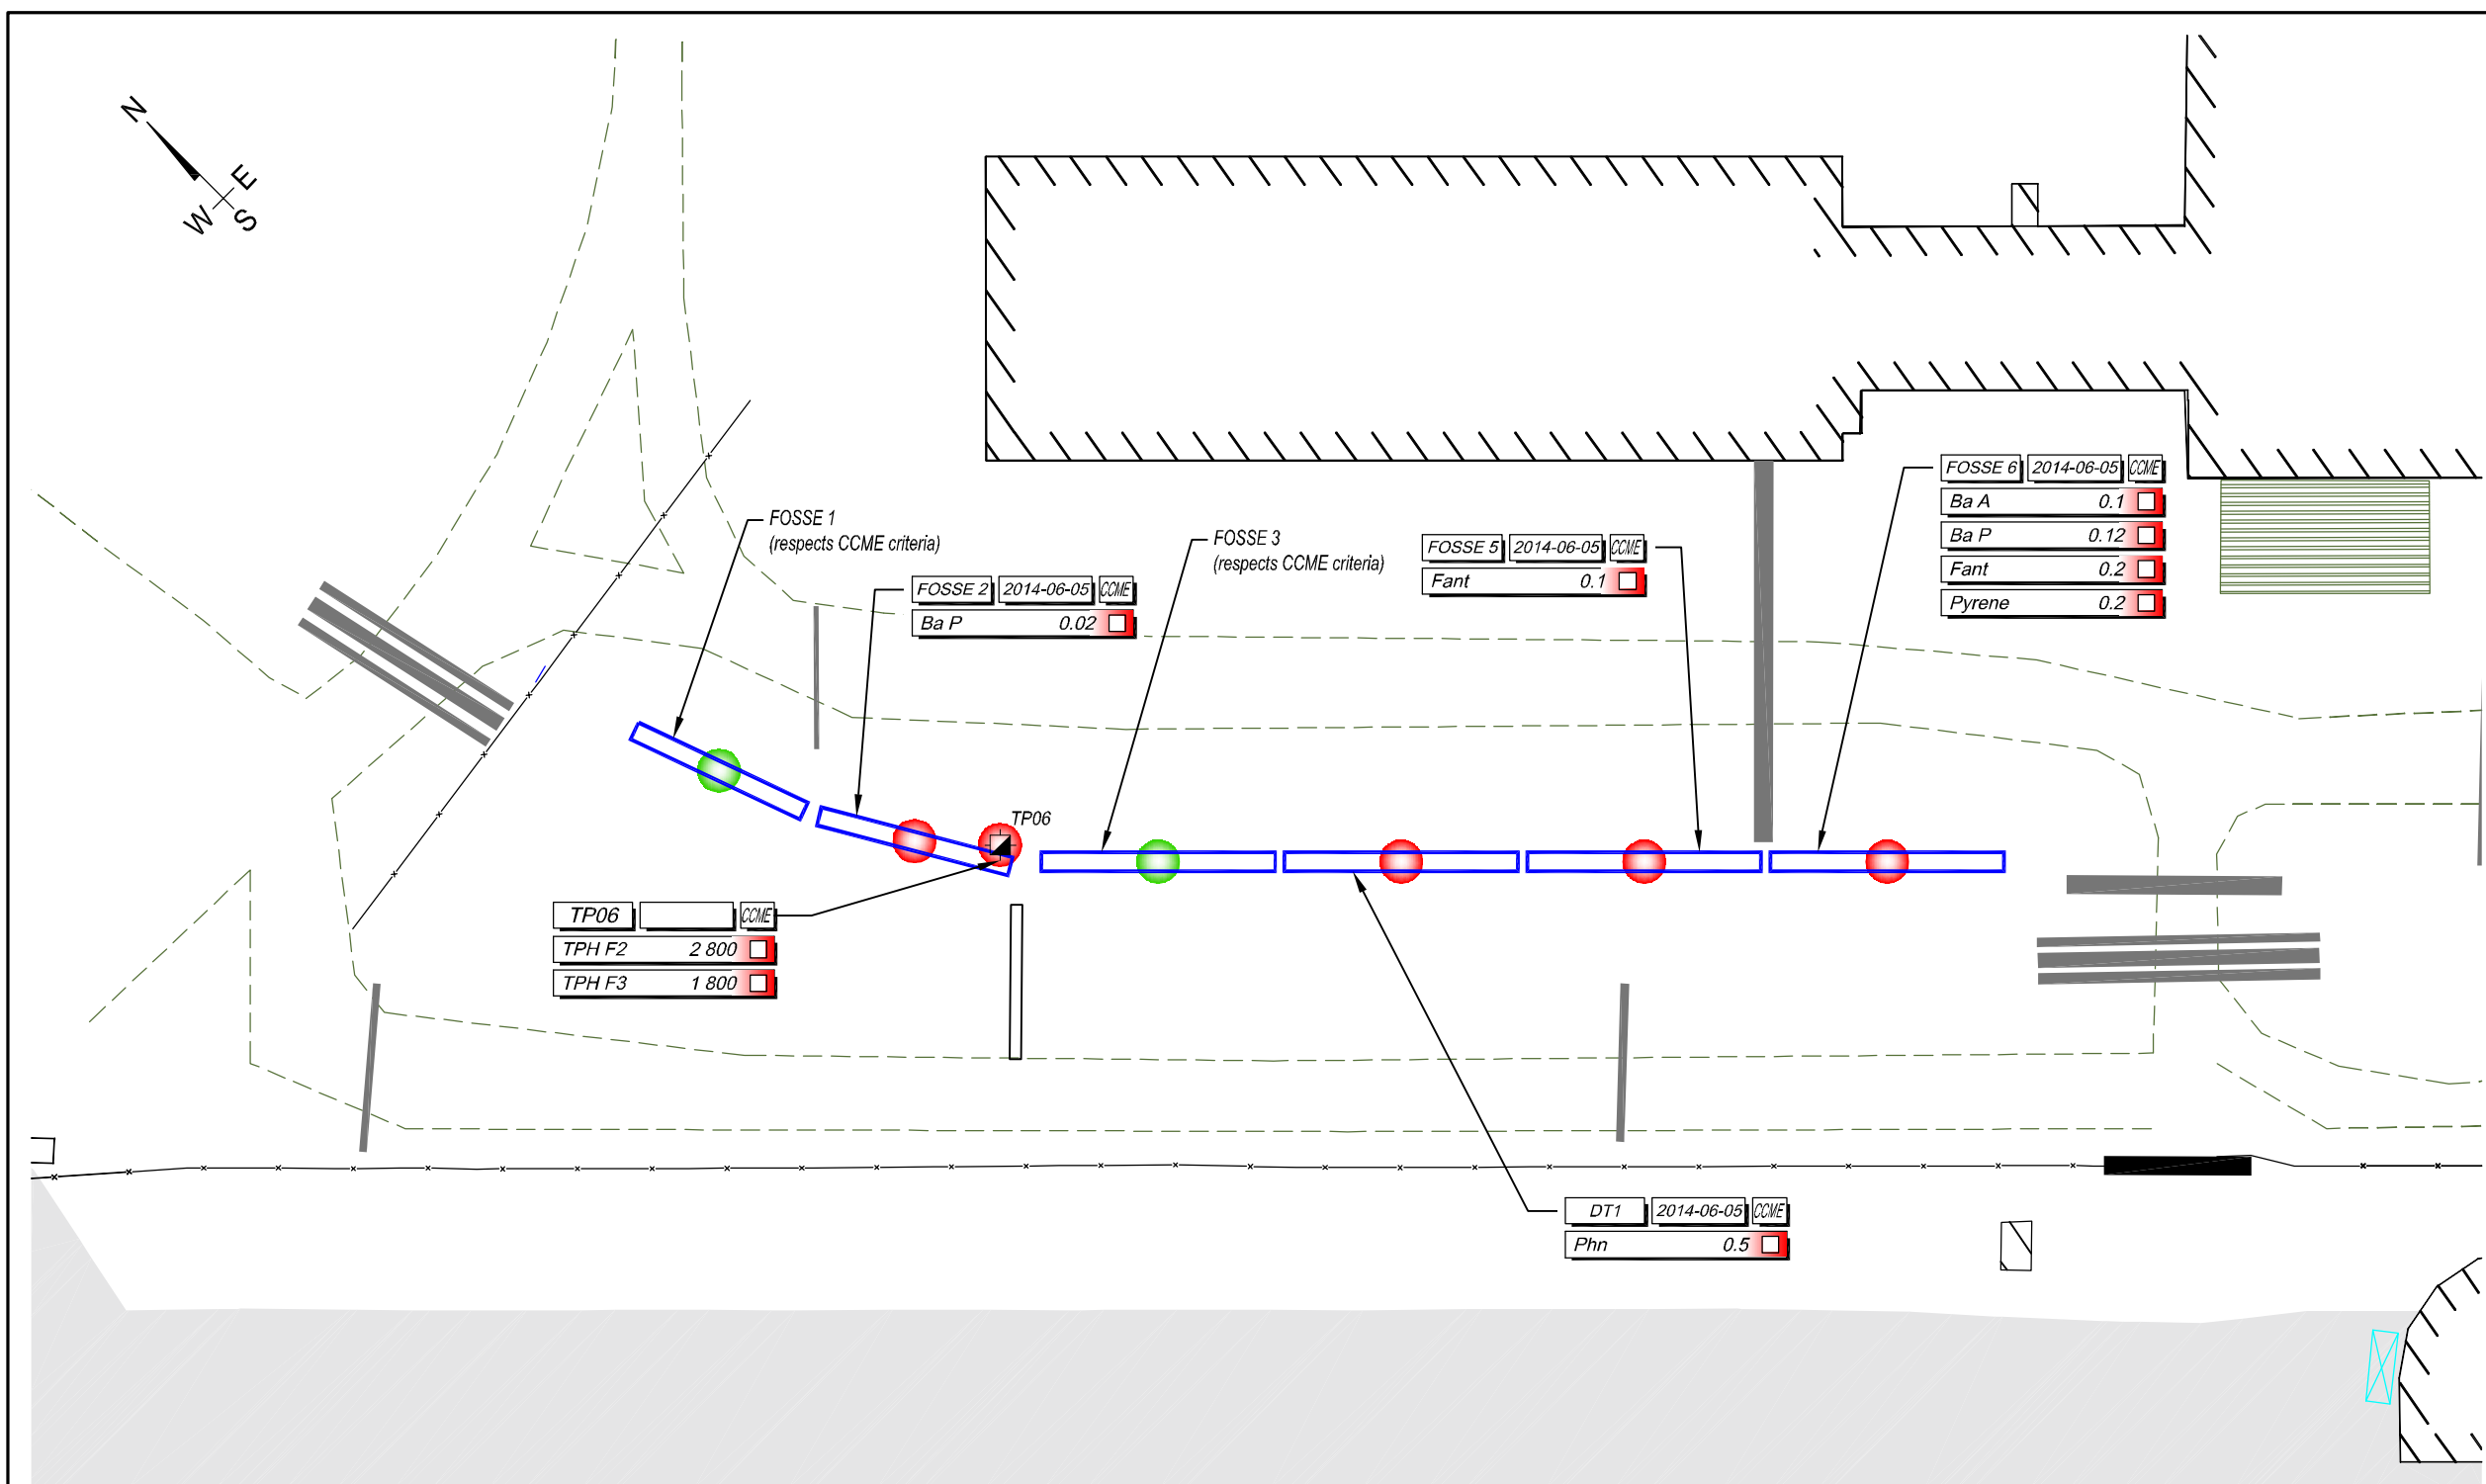 N
E
W
S
FOSSE 1
(respects CCME criteria)
FOSSE 2 2014-06-05 CCME
Ba P 0.02
FOSSE 3
(respects CCME criteria)
FOSSE 5 2014-06-05 CCME
Fant 0.1
FOSSE 6 2014-06-05 CCME
Ba A 0.1
Ba P 0.12
Fant 0.2
Pyrene 0.2
TP06
TP06 CCME
TPH F2 2 800
TPH F3 1 800
DT1 2014-06-05 CCME
Phn 0.5